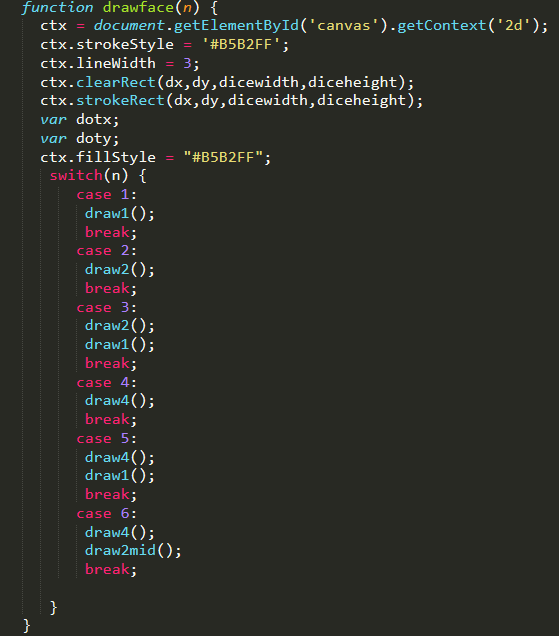 function drawface(n) {
ctx = document.getElementById('canvas').getContext('2d');
ctx.strokeStyle = '#B5B2FF';
ctx.lineWidth = 3;
ctx.clearRect(dx,dy,dicewidth,diceheight);
ctx.strokeRect(dx,dy,dicewidth,diceheight);
var dotx;
var doty;
ctx.fillStyle = "#B5B2FF";
switch(n) {
case 1:
draw1();
break;
case 2:
draw2();
break;
case 3:
draw2();
draw1();
break;
case 4:
draw4();
break;
case 5:
draw4();
draw1();
break;
case 6:
draw4();
draw2mid();
break;
}
}